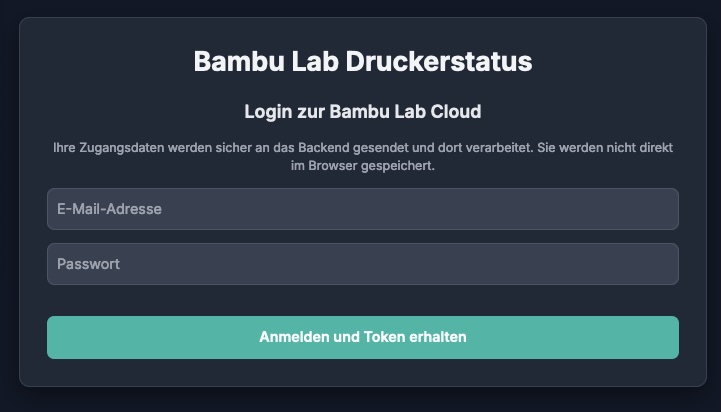 Bambu Lab Druckerstatus
Login zur Bambu Lab Cloud
Ihre Zugangsdaten werden sicher an das Backend gesendet und dort verarbeitet. Sie werden nicht direkt
im Browser gespeichert.
E-Mail-Adresse
Passwort
Anmelden und Token erhalten